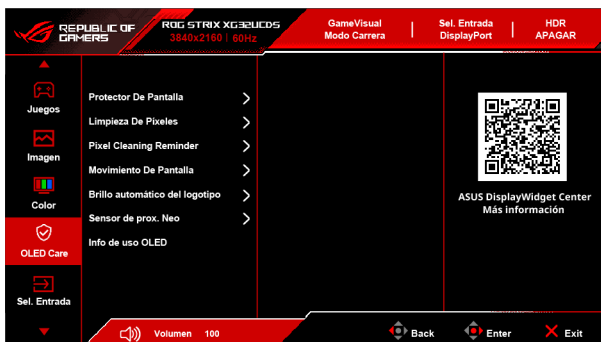 REPUBLIC OF
GAMERS
ROG STRIX XG32UCDS
3840x2160 | 60Hz
GameVisual
Modo Carrera
Sel. Entrada
DisplayPort
HDR
APAGAR
Juegos
Imagen
Color
OLED Care
Sel. Entrada
Protector De Pantalla
Limpieza De Píxeles
Pixel Cleaning Reminder
Movimiento De Pantalla
Brillo automático del logotipo
Sensor de prox. Neo
Info de uso OLED
ASUS DisplayWidget Center
Más información
Volumen 100
Back
Enter
Exit